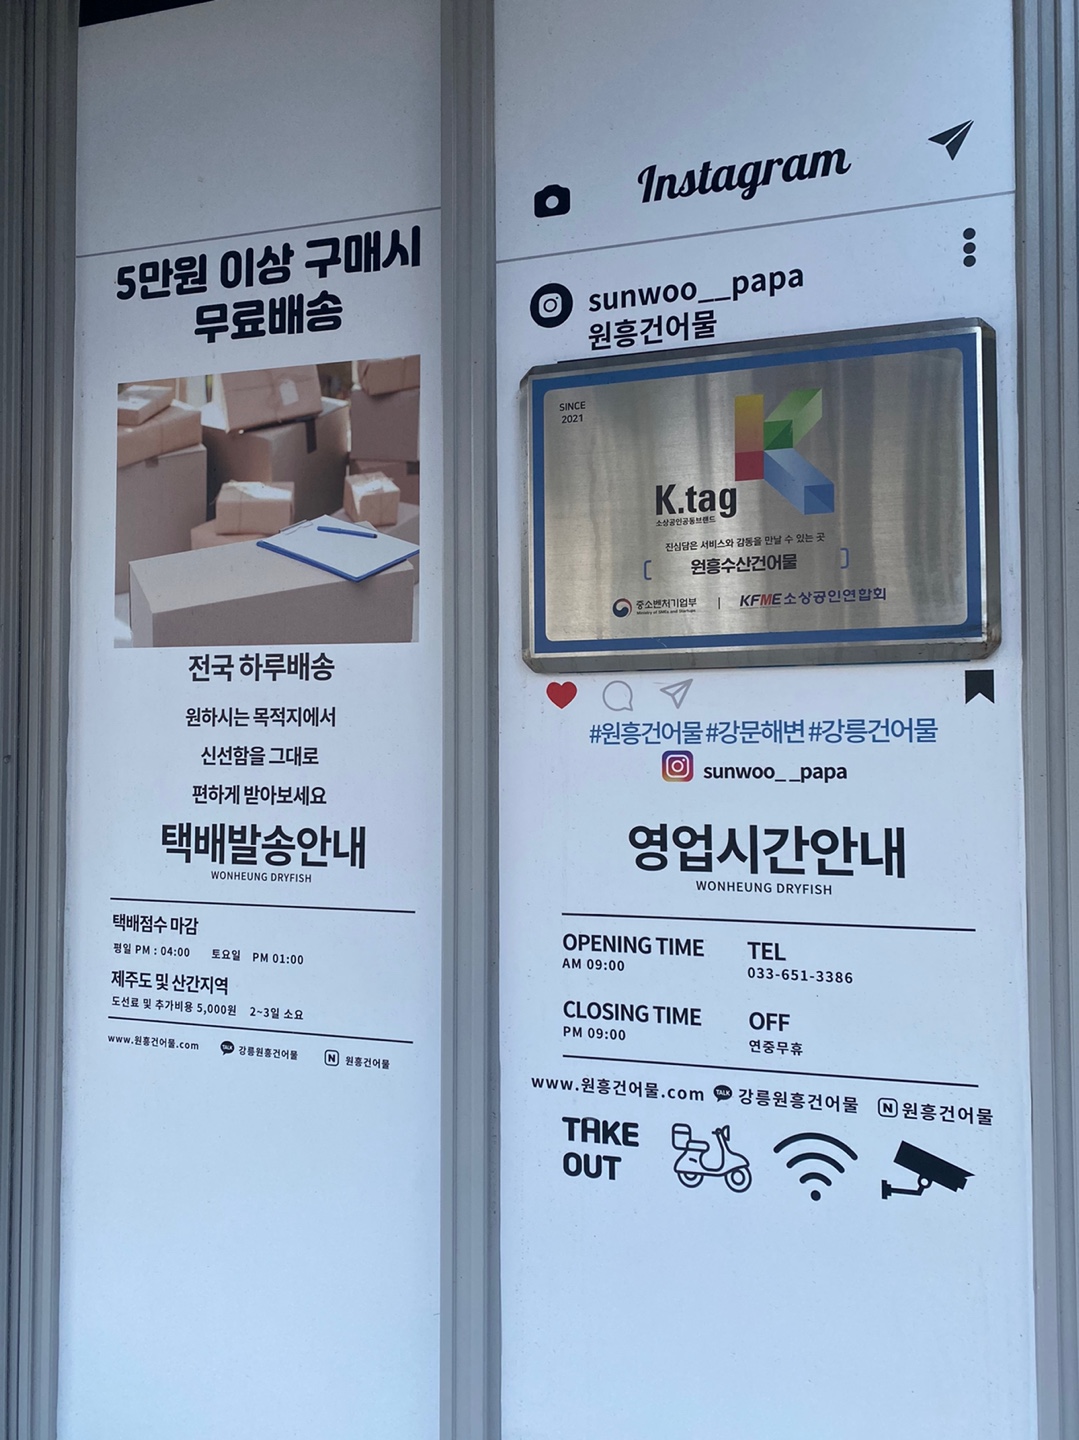 5만원 이상 구매시
무료배송
전국 하루배송
원하시는 목적지에서
신선함을 그대로
편하게 받아보세요
택배발송안내
WONHEUNG DRYFISH
택배점수 마감
평일 PM : 04:00 토요일 PM 01:00
제주도 및 산간지역
도선료 및 추가비용 5,000원 2~3일 소요
www.원흥건어물.com TALK 강릉원흥건어물 N 원흥건어물
Instagram
sunwoo__papa
원흥건어물
SINCE
2021
K.tag
소상공인공동브랜드
진심담은 서비스와 감동을 만날 수 있는 곳
[ 원흥수산건어물 ]
중소벤처기업부 | KFME 소상공인연합회
Ministry of SMEs and Startups
#원흥건어물 #강문해변 #강릉건어물
sunwoo__papa
영업시간안내
WONHEUNG DRYFISH
OPENING TIME TEL
AM 09:00 033-651-3386
CLOSING TIME OFF
PM 09:00 연중무휴
www.원흥건어물.com TALK 강릉원흥건어물 N 원흥건어물
TAKE
OUT